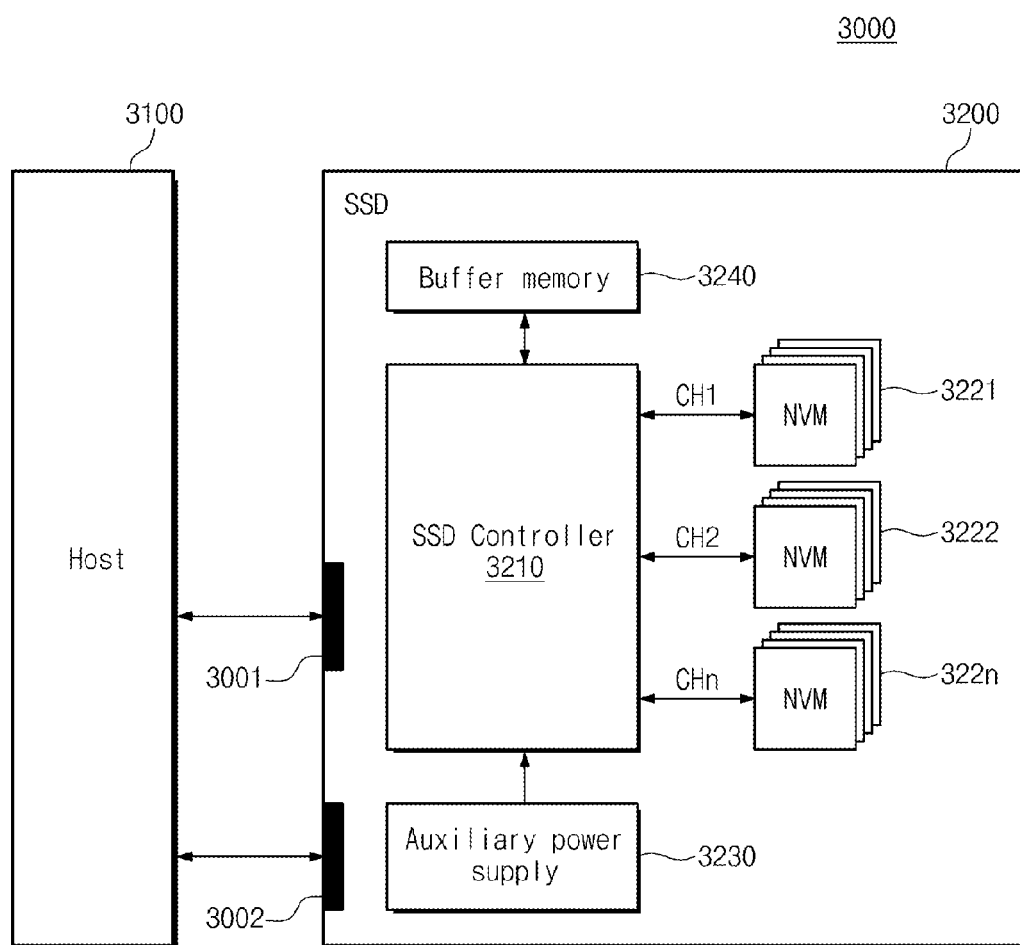 3000
3100
3200
SSD
Buffer memory
3240
CH1
NVM
3221
SSD Controller
3210
CH2
NVM
3222
Host
3001
CHn
NVM
322n
Auxiliary power
supply
3230
3002